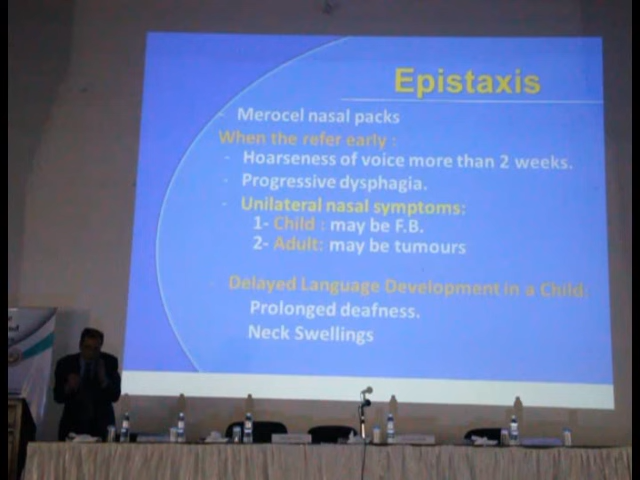 Epistaxis
- Merocel nasal packs
When the refer early :
- Hoarseness of voice more than 2 weeks.
- Progressive dysphagia.
- Unilateral nasal symptoms:
1- Child : may be F.B.
2- Adult: may be tumours
- Delayed Language Development in a Child:
Prolonged deafness.
Neck Swellings